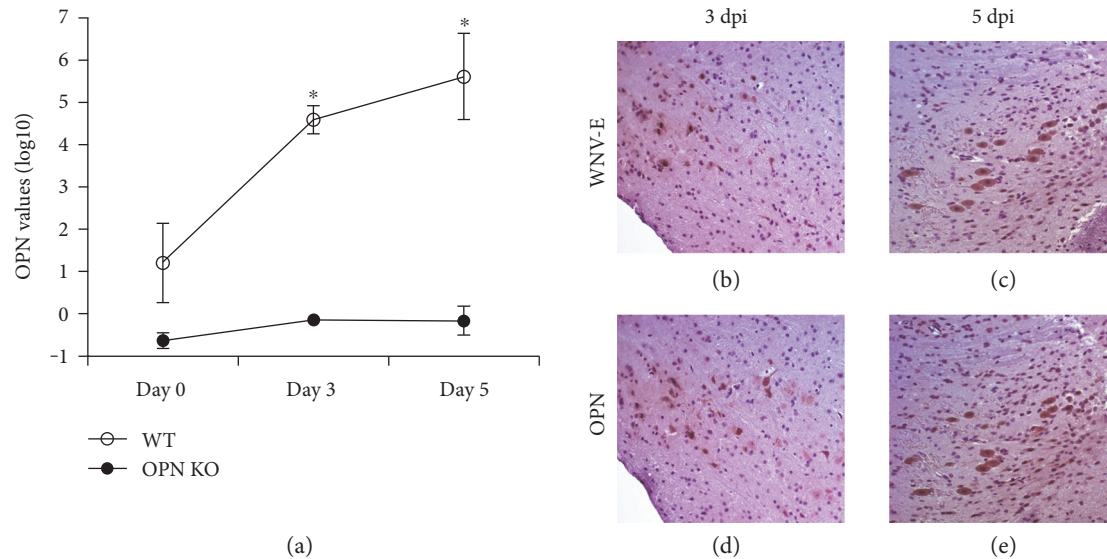 7
6
5
4
3
2
1
0
−1
OPN values (log10)
*
*
Day 0
Day 3
Day 5
WT
OPN KO
(a)
3 dpi
5 dpi
WNV-E
(b)
(c)
OPN
(d)
(e)